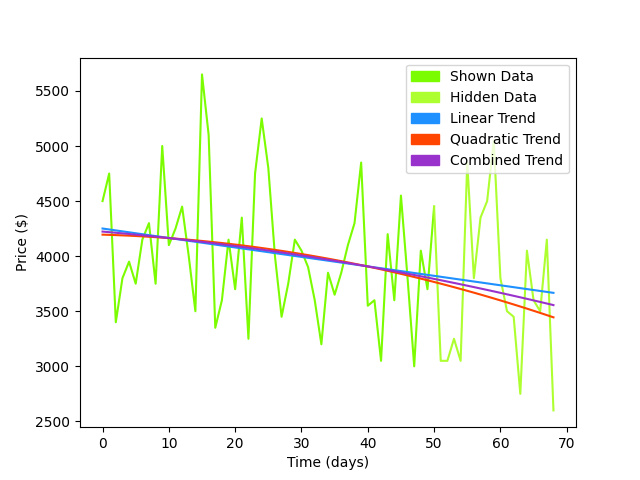 Shown Data
Hidden Data
Linear Trend
Quadratic Trend
Combined Trend
Price ($)
5500
5000
4500
4000
3500
3000
2500
0 10 20 30 40 50 60 70
Time (days)